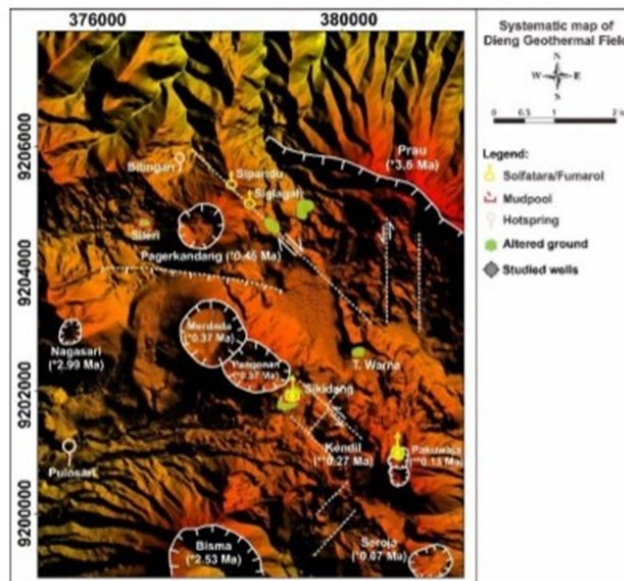 376000
380000
9206000
9204000
9202000
9200000
Bitingan
Sipandu
Siglagah
Prau
(*3.6 Ma)
Sileri
Pagerkandang (*0.46 Ma)
Merdada
(*0.37 Ma)
Pangonan
(*0.37 Ma)
Nagasari
(*2.99 Ma)
T. Warna
Sikidang
Kendil
(**0.27 Ma)
Pakuwaja
(**0.13 Ma)
Pulosari
Bisma
(*2.53 Ma)
Seroja
(*0.07 Ma)
Systematic map of
Dieng Geothermal Field
N
W E
S
0 0.5 1 2
Legend:
Solfatara/Fumarol
Mudpool
Hotspring
Altered ground
Studied wells